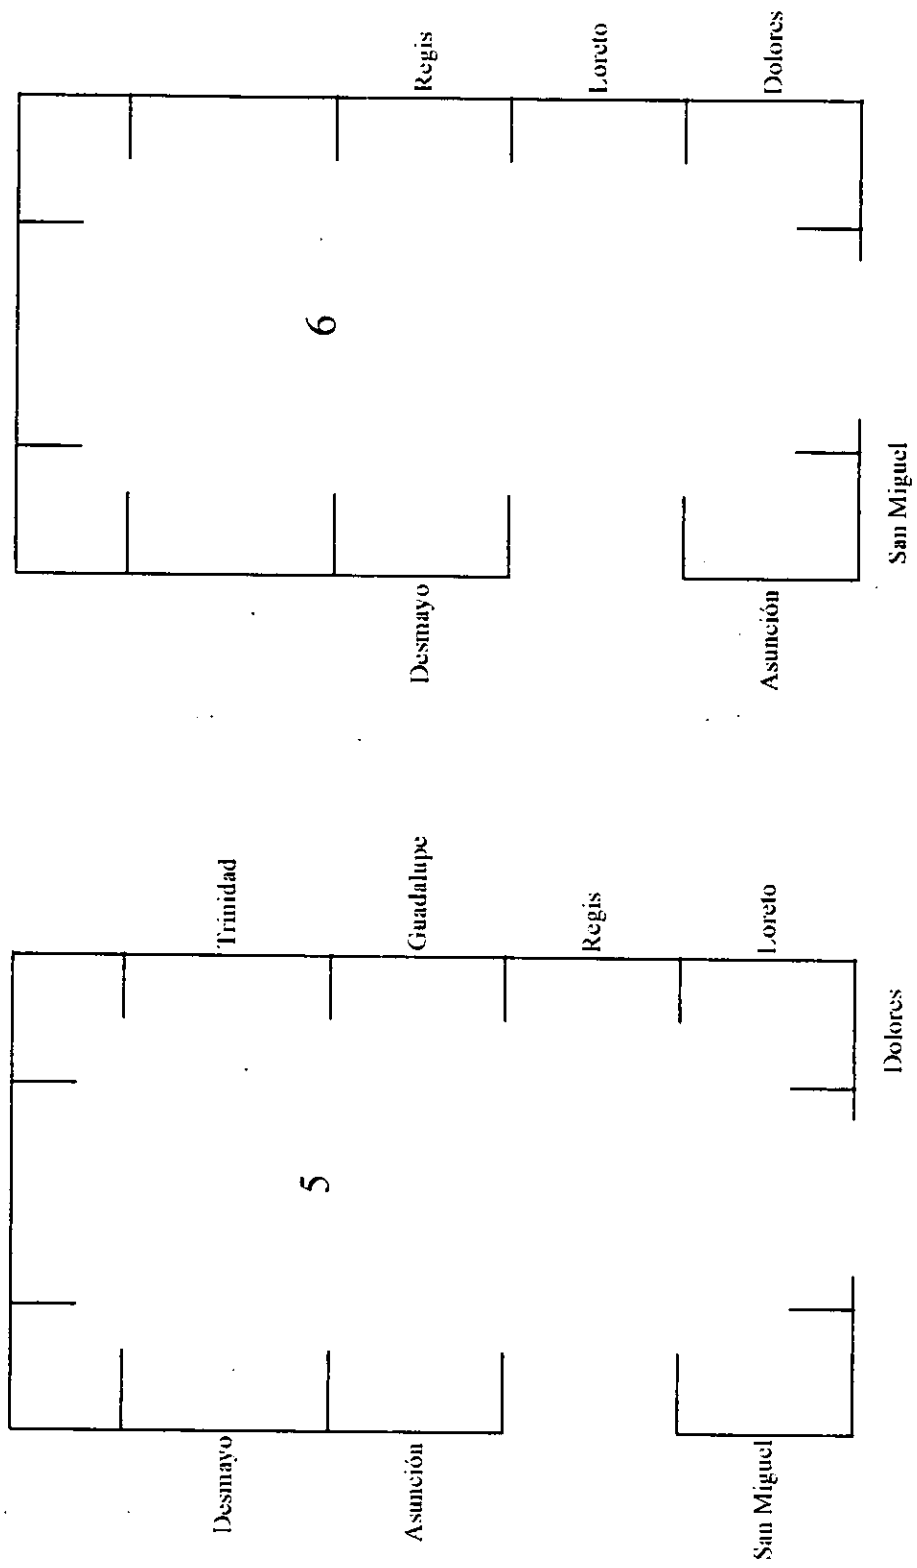 Trinidad
Guadalupe
Regis
Loreto
5
Dolores
Desmayo
Asunción
San Miguel
Regis
Loreto
Dolores
6
Desmayo
Asunción
San Miguel